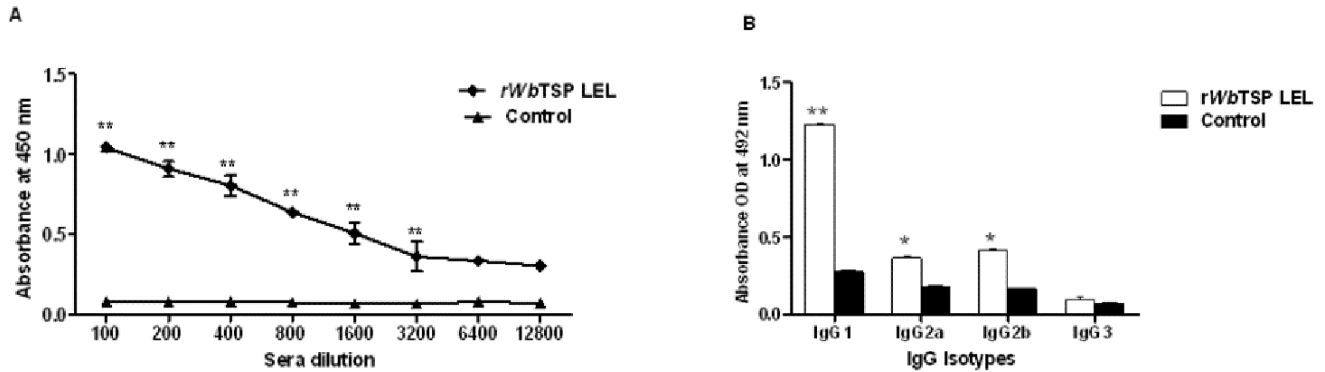 A
Absorbance at 450 nm
1.5
1.0
0.5
0.0
**
**
**
**
**
**
rWbTSP LEL
Control
100 200 400 800 1600 3200 6400 12800
Sera dilution
B
Absorbance OD at 492 nm
1.5
1.0
0.5
0.0
**
*
*
rWbTSP LEL
Control
IgG1 IgG2a IgG2b IgG3
IgG Isotypes